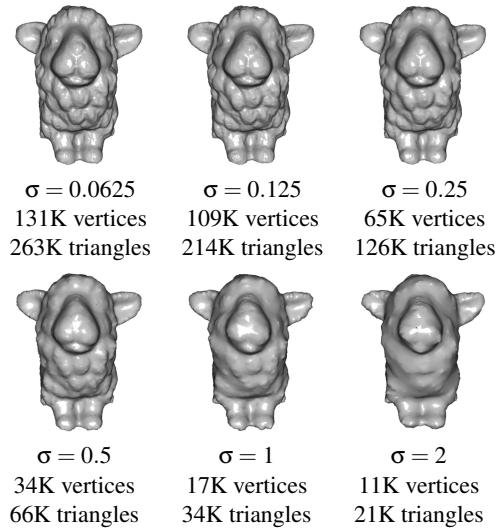 σ = 0.0625 σ = 0.125 σ = 0.25
131K vertices 109K vertices 65K vertices
263K triangles 214K triangles 126K triangles
σ = 0.5 σ = 1 σ = 2
34K vertices 17K vertices 11K vertices
66K triangles 34K triangles 21K triangles